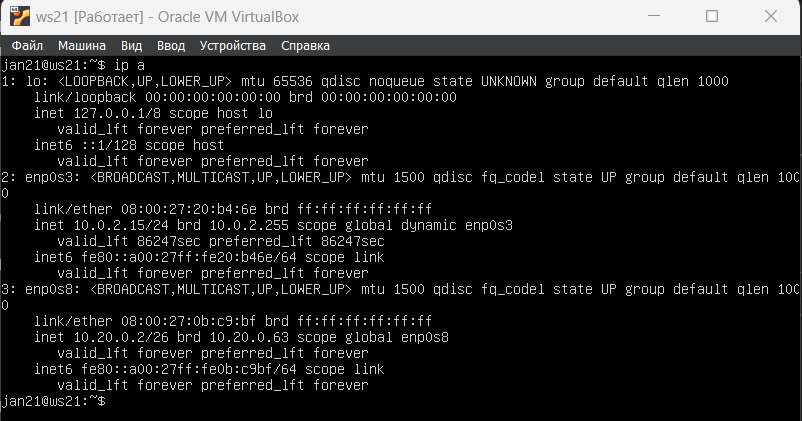 ws21 [Работает] - Oracle VM VirtualBox
Файл Машина Вид Ввод Устройства Справка
jan21@ws21:~$ ip a
1: lo: <LOOPBACK,UP,LOWER_UP> mtu 65536 qdisc noqueue state UNKNOWN group default qlen 1000
    link/loopback 00:00:00:00:00:00 brd 00:00:00:00:00:00
    inet 127.0.0.1/8 scope host lo
       valid_lft forever preferred_lft forever
    inet6 ::1/128 scope host
       valid_lft forever preferred_lft forever
2: enp0s3: <BROADCAST,MULTICAST,UP,LOWER_UP> mtu 1500 qdisc fq_codel state UP group default qlen 100
0
    link/ether 08:00:27:20:b4:6e brd ff:ff:ff:ff:ff:ff
    inet 10.0.2.15/24 brd 10.0.2.255 scope global dynamic enp0s3
       valid_lft 86247sec preferred_lft 86247sec
    inet6 fe80::a00:27ff:fe20:b46e/64 scope link
       valid_lft forever preferred_lft forever
3: enp0s8: <BROADCAST,MULTICAST,UP,LOWER_UP> mtu 1500 qdisc fq_codel state UP group default qlen 100
0
    link/ether 08:00:27:0b:c9:bf brd ff:ff:ff:ff:ff:ff
    inet 10.20.0.2/26 brd 10.20.0.63 scope global enp0s8
       valid_lft forever preferred_lft forever
    inet6 fe80::a00:27ff:fe0b:c9bf/64 scope link
       valid_lft forever preferred_lft forever
jan21@ws21:~$